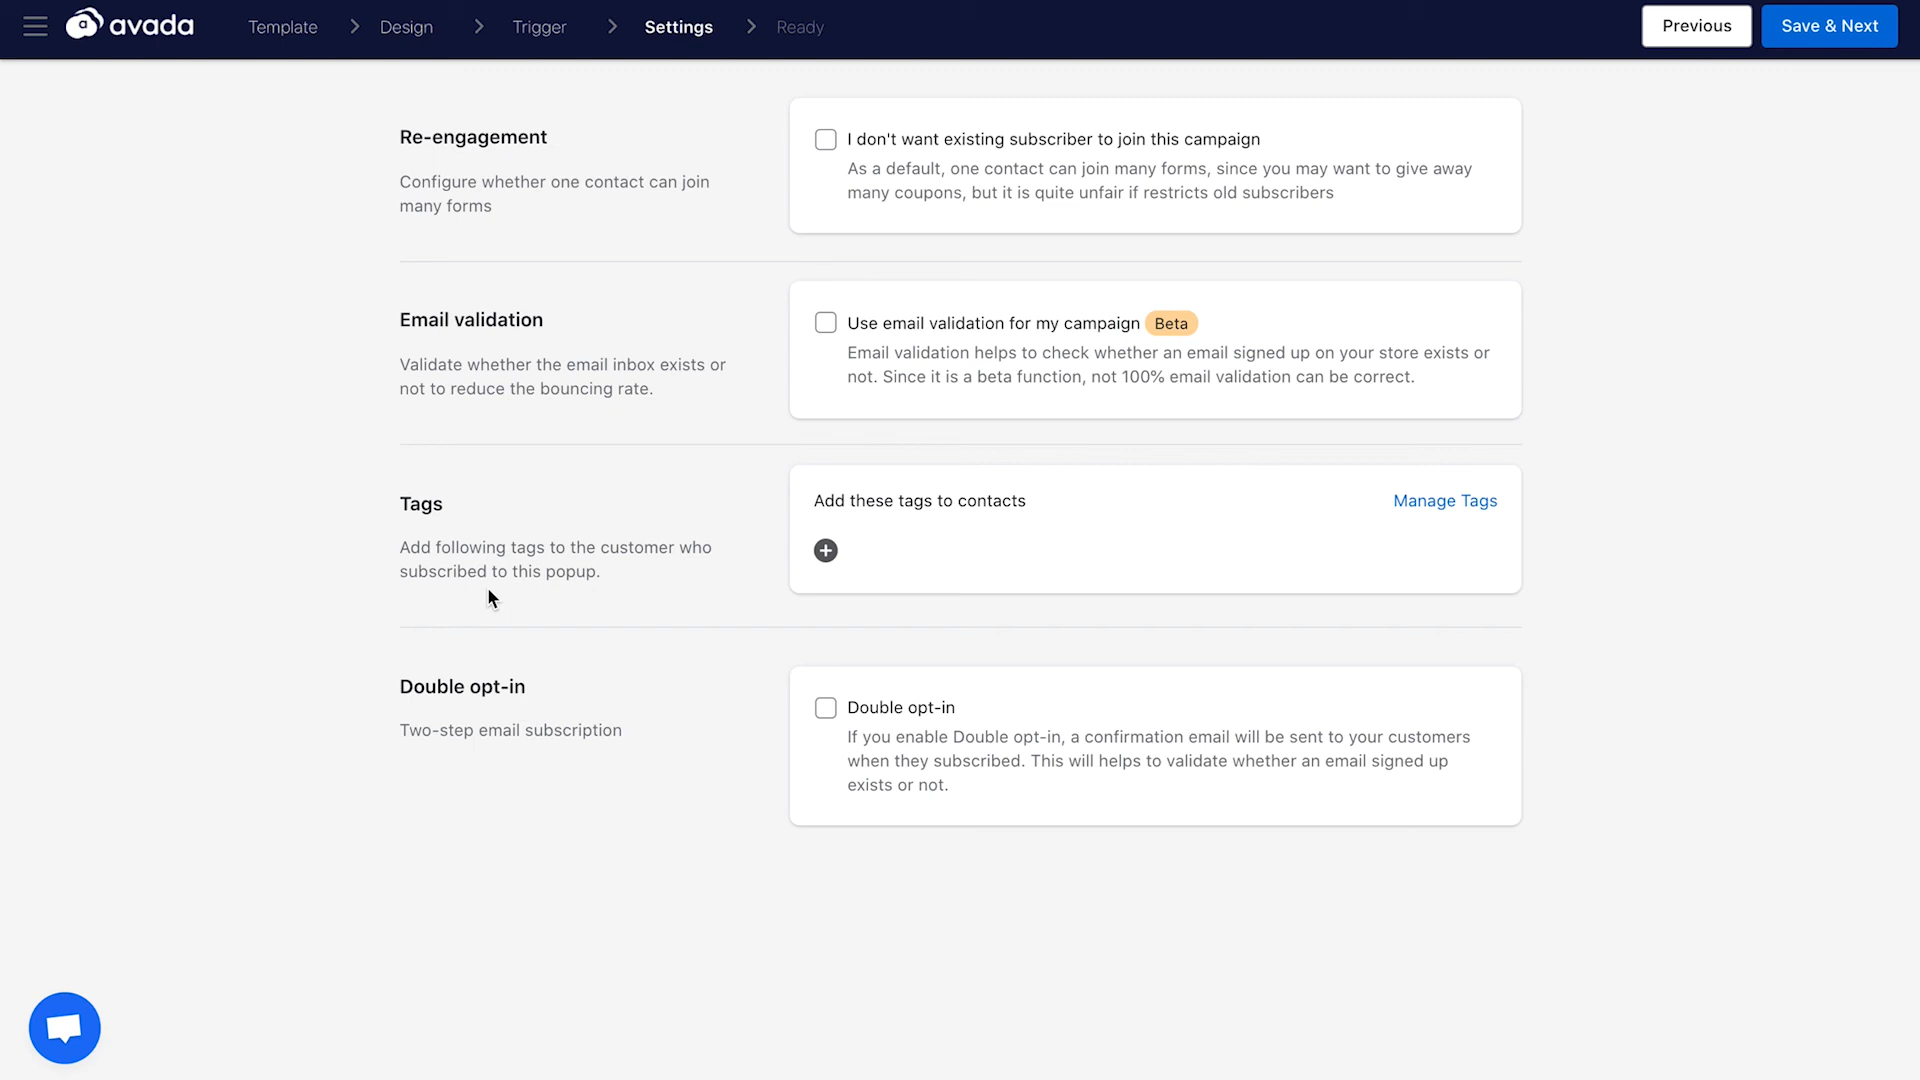 avada
Template
Design
Trigger
Settings
Ready
Previous
Save & Next
Re-engagement
Configure whether one contact can join
many forms
I don't want existing subscriber to join this campaign
As a default, one contact can join many forms, since you may want to give away
many coupons, but it is quite unfair if restricts old subscribers
Email validation
Validate whether the email inbox exists or
not to reduce the bouncing rate.
Use email validation for my campaign Beta
Email validation helps to check whether an email signed up on your store exists or
not. Since it is a beta function, not 100% email validation can be correct.
Tags
Add following tags to the customer who
subscribed to this popup.
Add these tags to contacts
Manage Tags
Double opt-in
Two-step email subscription
Double opt-in
If you enable Double opt-in, a confirmation email will be sent to your customers
when they subscribed. This will helps to validate whether an email signed up
exists or not.